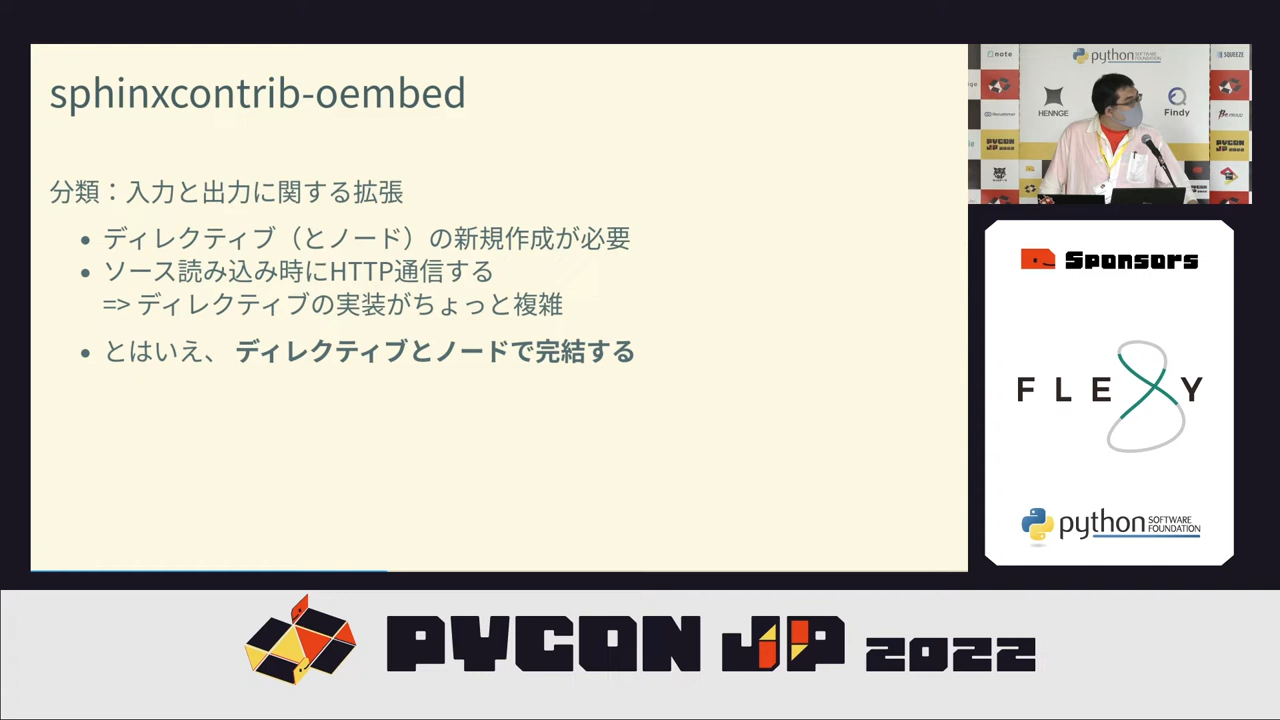 sphinxcontrib-oembed
分類：入力と出力に関する拡張
• ディレクティブ（とノード）の新規作成が必要
• ソース読み込み時にHTTP通信する
=> ディレクティブの実装がちょっと複雑
• とはいえ、 ディレクティブとノードで完結する
note
python SOFTWARE FOUNDATION
SQUEEZE
HENNGE
Findy
PYCON JP 2022
Sponsors
FLEXY
python SOFTWARE FOUNDATION
PYCON JP 2022